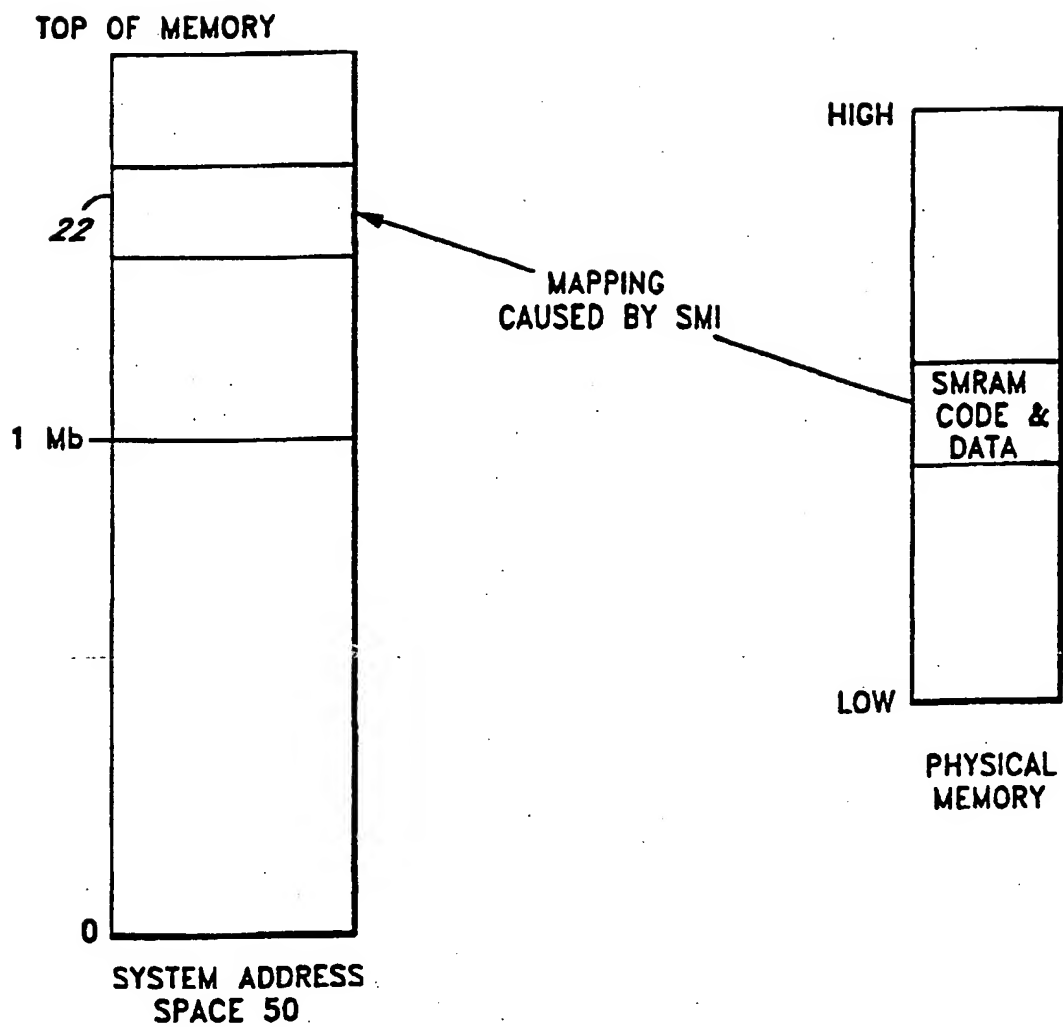 TOP OF MEMORY
HIGH
22
MAPPING
CAUSED BY SMI
SMRAM
CODE &
DATA
1 Mb
LOW
PHYSICAL
MEMORY
0
SYSTEM ADDRESS
SPACE 50